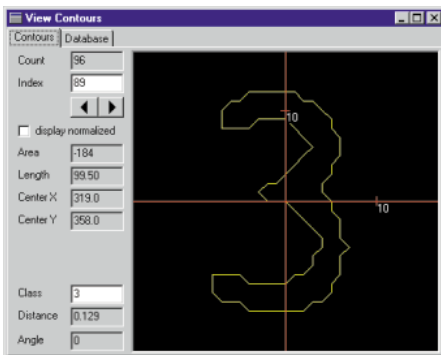 View Contours
Contours Database
Count 96
Index 89
display normalized
Area -184
Length 99.50
Center X 319.0
Center Y 358.0
Class 3
Distance 0.129
Angle 0
10
10